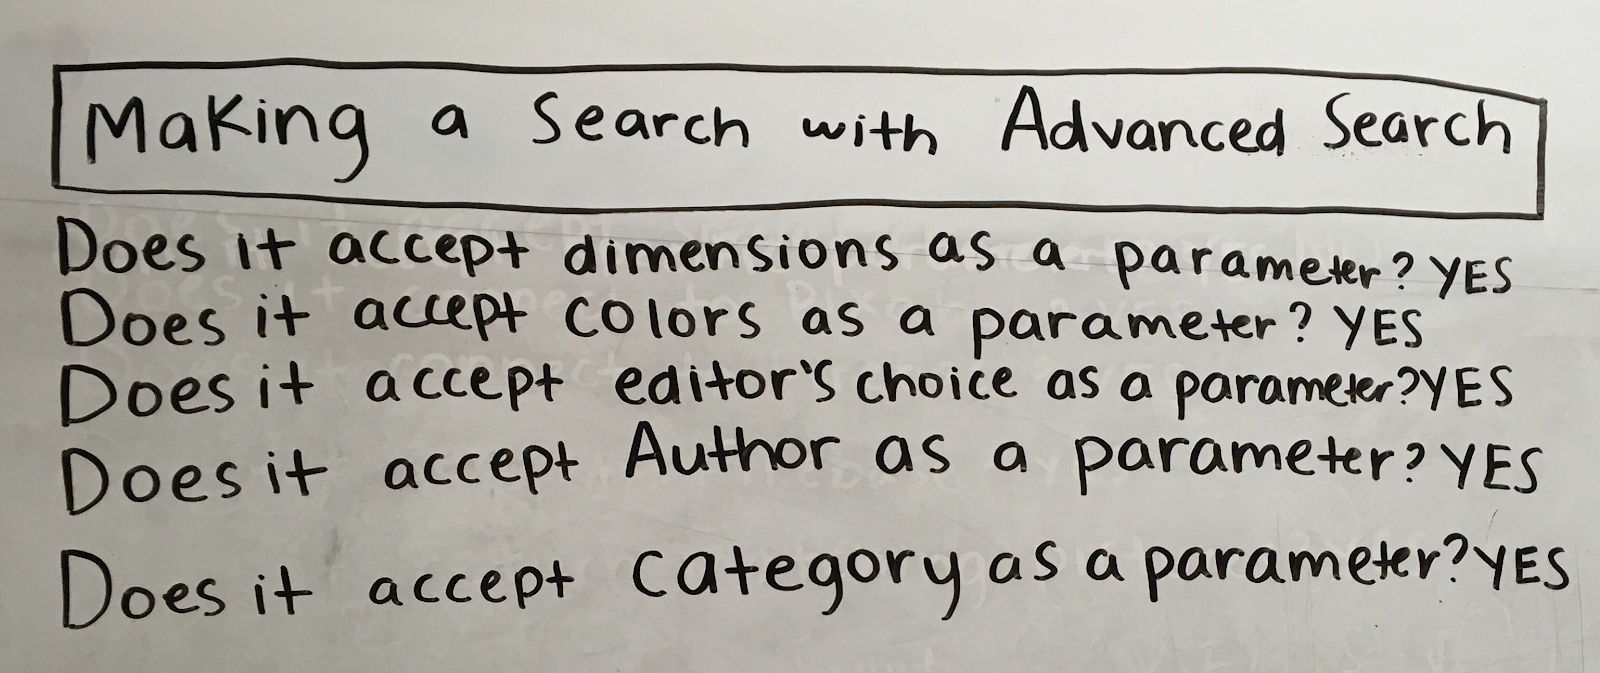 Making a Search with Advanced Search
Does it accept dimensions as a parameter? YES
Does it accept colors as a parameter? YES
Does it accept editor's choice as a parameter? YES
Does it accept Author as a parameter? YES
Does it accept category as a parameter? YES